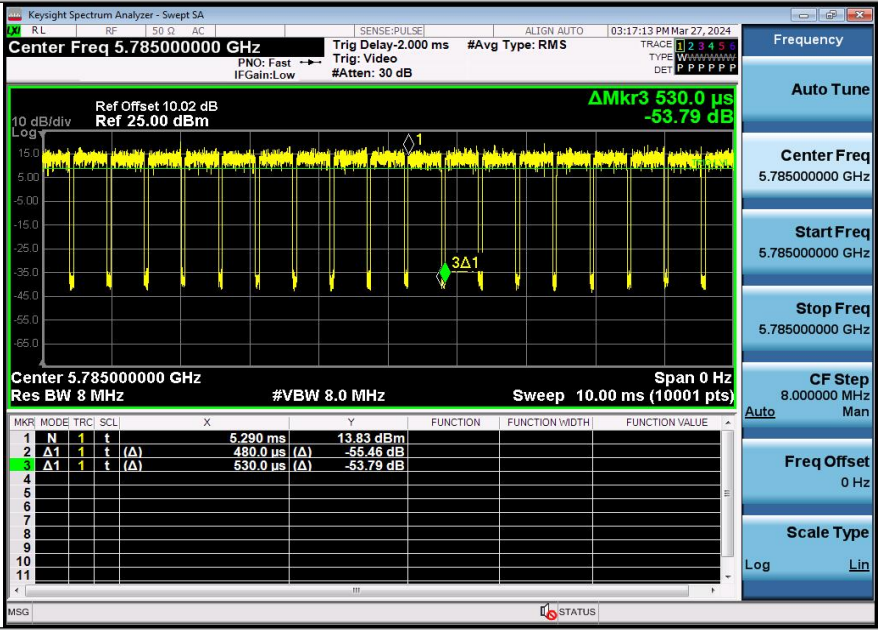 Keysight Spectrum Analyzer - Swept SA
LXI RL RF 50 Ω AC SENSE:PULSE ALIGN AUTO 03:17:13 PM Mar 27, 2024
Center Freq 5.785000000 GHz Trig Delay-2.000 ms #Avg Type: RMS TRACE 1 2 3 4 5 6
PNO: Fast Trig: Video TYPE WWWWWW
IFGain:Low #Atten: 30 dB DET P P P P P P
ΔMkr3 530.0 µs
-53.79 dB
Ref Offset 10.02 dB
10 dB/div Ref 25.00 dBm
Log
1
15.0
5.00
-5.00
-15.0
-25.0
3Δ1
-35.0
-45.0
-55.0
-65.0
Center 5.785000000 GHz Span 0 Hz
Res BW 8 MHz #VBW 8.0 MHz Sweep 10.00 ms (10001 pts)
MKR MODE TRC SCL X Y FUNCTION FUNCTION WIDTH FUNCTION VALUE
1 N 1 t 5.290 ms 13.83 dBm
2 Δ1 1 t (Δ) 480.0 µs (Δ) -55.46 dB
3 Δ1 1 t (Δ) 530.0 µs (Δ) -53.79 dB
4
5
6
7
8
9
10
11
MSG STATUS
Frequency
Auto Tune
Center Freq
5.785000000 GHz
Start Freq
5.785000000 GHz
Stop Freq
5.785000000 GHz
CF Step
8.000000 MHz
Auto Man
Freq Offset
0 Hz
Scale Type
Log Lin